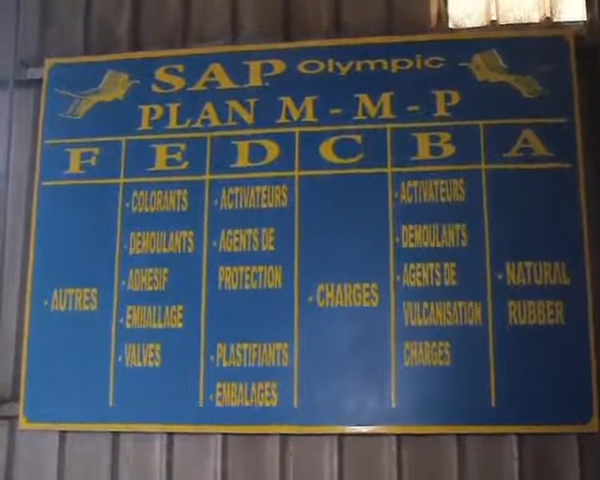 SAP Olympic
PLAN M-M-P
F E D C B A
- AUTRES
- COLORANTS
- DEMOULANTS
- ADHESIF
- EMBALLAGE
- VALVES
- ACTIVATEURS
- AGENTS DE
PROTECTION
- PLASTIFIANTS
- EMBALAGES
- CHARGES
- ACTIVATEURS
- DEMOULANTS
- AGENTS DE
VULCANISATION
CHARGES
- NATURAL
RUBBER